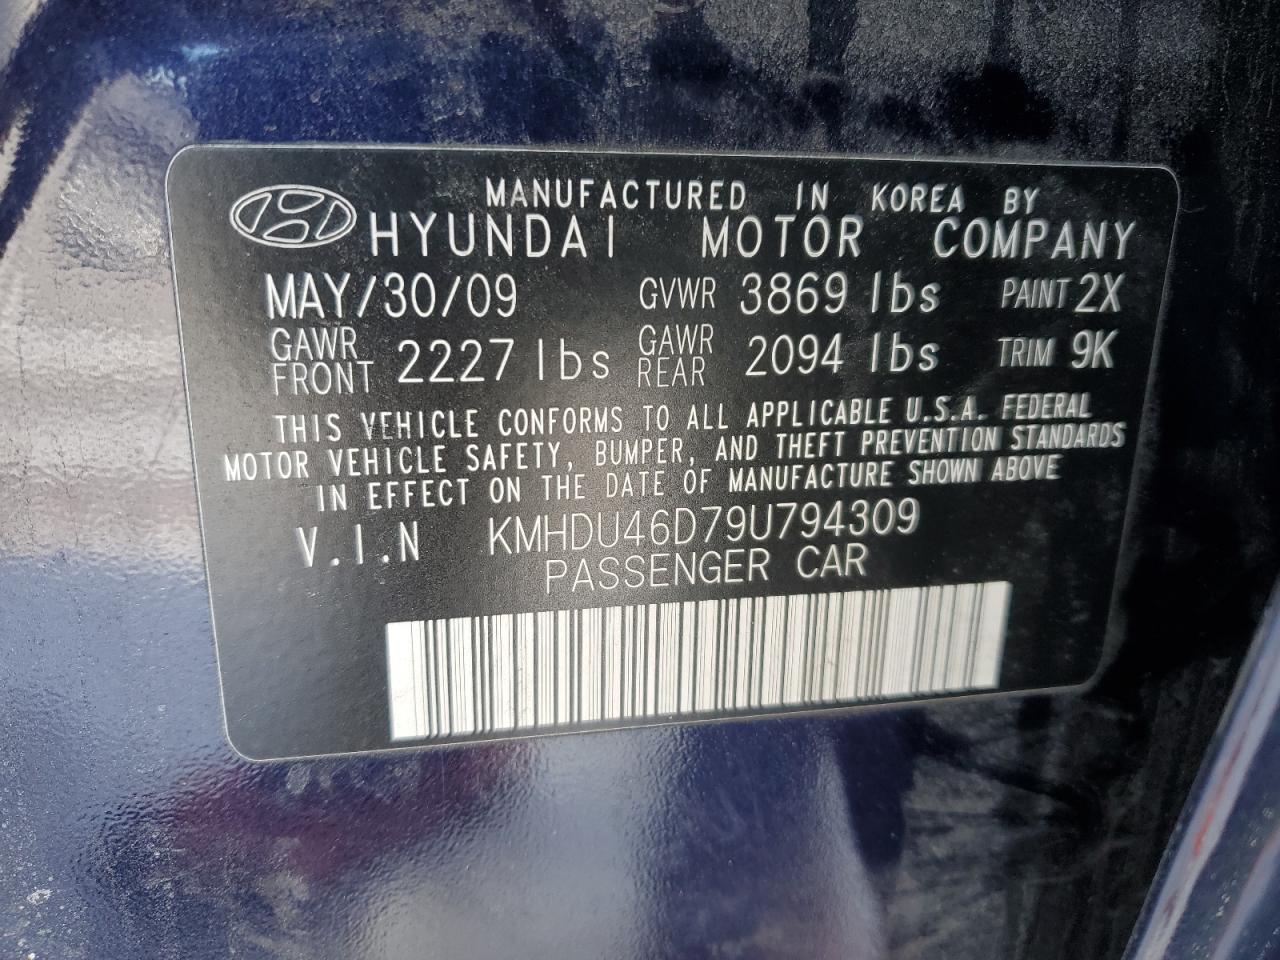 MANUFACTURED IN KOREA BY
HYUNDAI MOTOR COMPANY
MAY/30/09 GVWR 3869 lbs PAINT 2X
GAWR FRONT 2227 lbs GAWR REAR 2094 lbs TRIM 9K
THIS VEHICLE CONFORMS TO ALL APPLICABLE U.S.A. FEDERAL
MOTOR VEHICLE SAFETY, BUMPER, AND THEFT PREVENTION STANDARDS
IN EFFECT ON THE DATE OF MANUFACTURE SHOWN ABOVE
V.I.N KMHDU46D79U794309
PASSENGER CAR